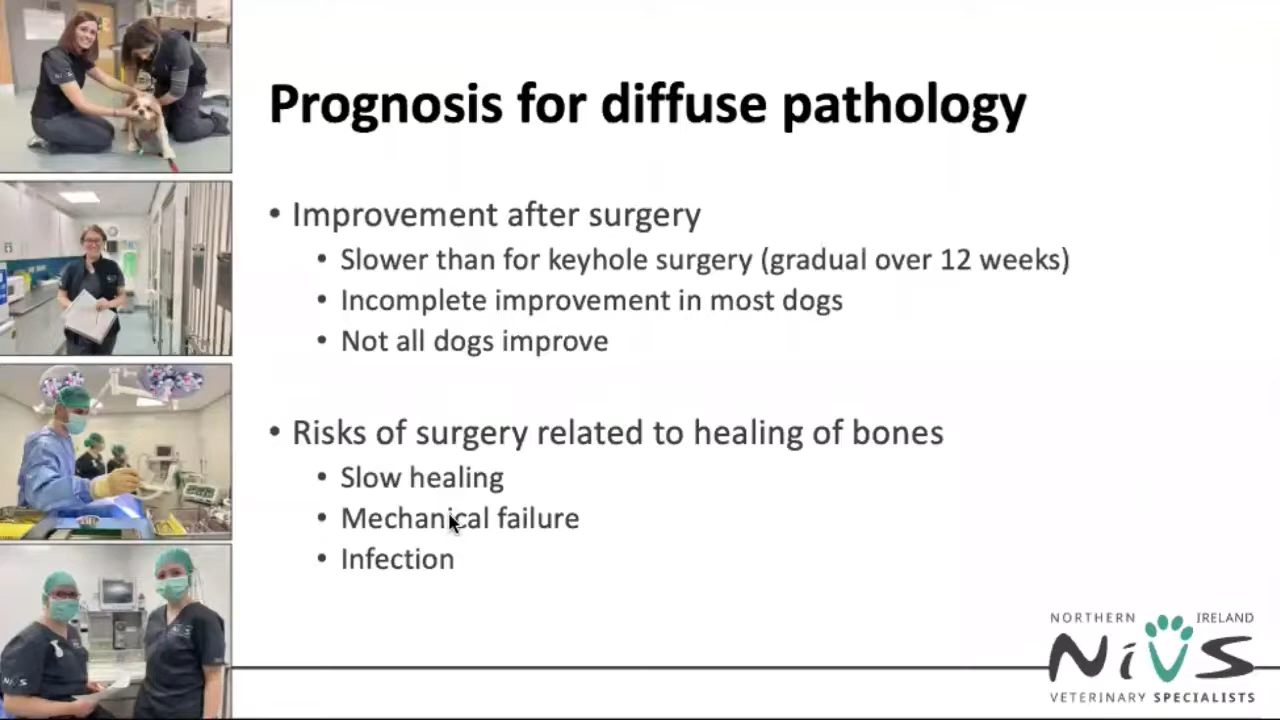 Prognosis for diffuse pathology
• Improvement after surgery
• Slower than for keyhole surgery (gradual over 12 weeks)
• Incomplete improvement in most dogs
• Not all dogs improve
• Risks of surgery related to healing of bones
• Slow healing
• Mechanical failure
• Infection
NORTHERN IRELAND
NiVS
VETERINARY SPECIALISTS